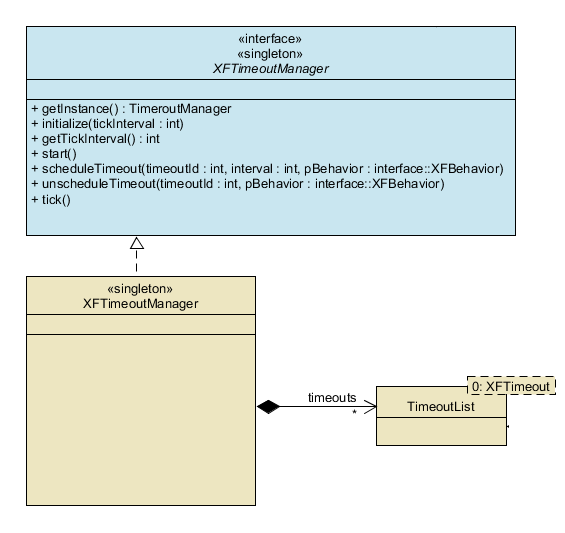 «interface»
«singleton»
XFTimeoutManager
+ getInstance() : TimeroutManager
+ initialize(tickInterval : int)
+ getTickInterval() : int
+ start()
+ scheduleTimeout(timeoutId : int, interval : int, pBehavior : interface::XFBehavior)
+ unscheduleTimeout(timeoutId : int, pBehavior : interface::XFBehavior)
+ tick()
«singleton»
XFTimeoutManager
timeouts
*
0: XFTimeout
TimeoutList